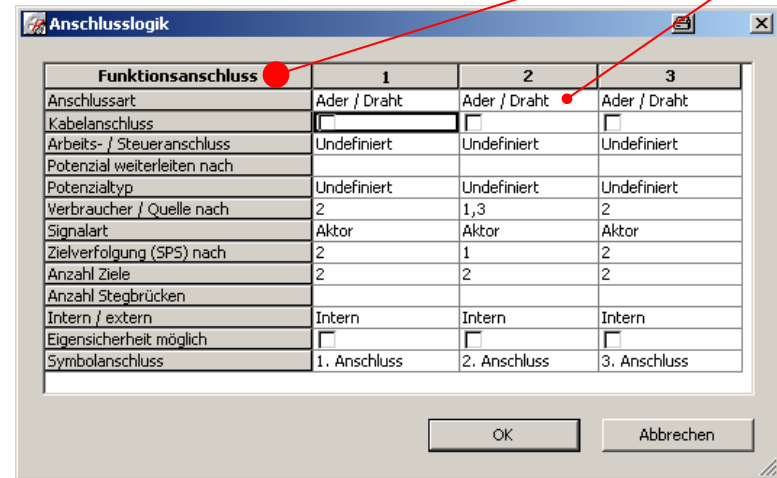 Anschlusslogik
Funktionsanschluss 1 2 3
Anschlussart Ader / Draht Ader / Draht Ader / Draht
Kabelanschluss
Arbeits- / Steueranschluss Undefiniert Undefiniert Undefiniert
Potenzial weiterleiten nach
Potenzialtyp Undefiniert Undefiniert Undefiniert
Verbraucher / Quelle nach 2 1,3 2
Signalart Aktor Aktor Aktor
Zielverfolgung (SPS) nach 2 1 2
Anzahl Ziele 2 2 2
Anzahl Stegbrücken
Intern / extern Intern Intern Intern
Eigensicherheit möglich
Symbolanschluss 1. Anschluss 2. Anschluss 3. Anschluss
OK Abbrechen